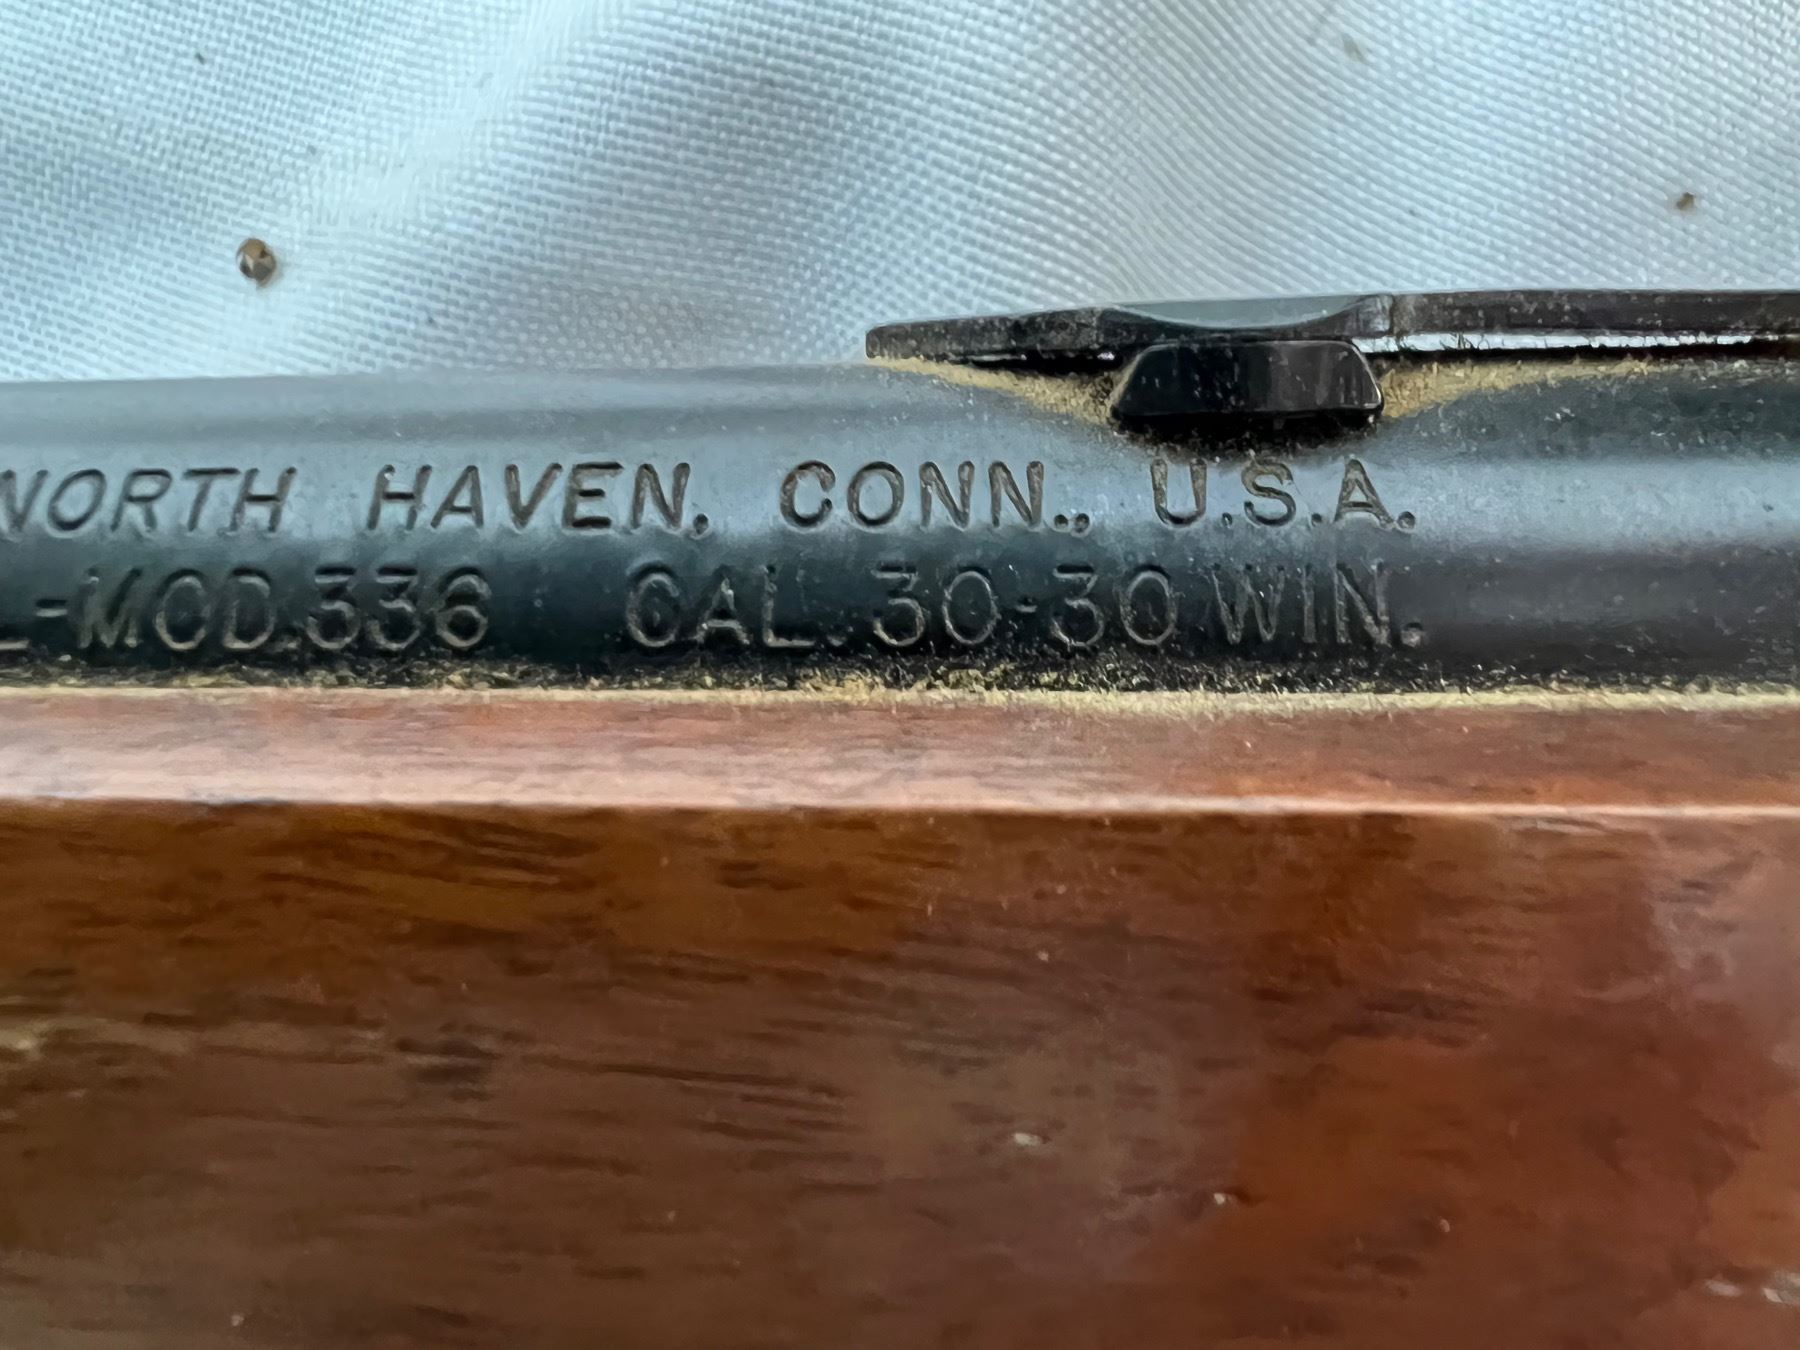 NORTH HAVEN, CONN., U.S.A.
L-MOD.336 CAL.30-30 WIN.